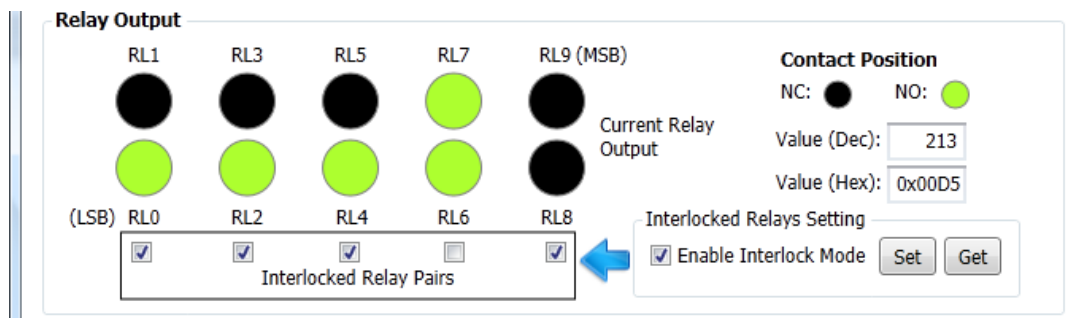 Relay Output
RL1 RL3 RL5 RL7 RL9 (MSB)
Current Relay
Output
(LSB) RL0 RL2 RL4 RL6 RL8
Interlocked Relay Pairs
Contact Position
NC: NO:
Value (Dec): 213
Value (Hex): 0x00D5
Interlocked Relays Setting
Enable Interlock Mode Set Get